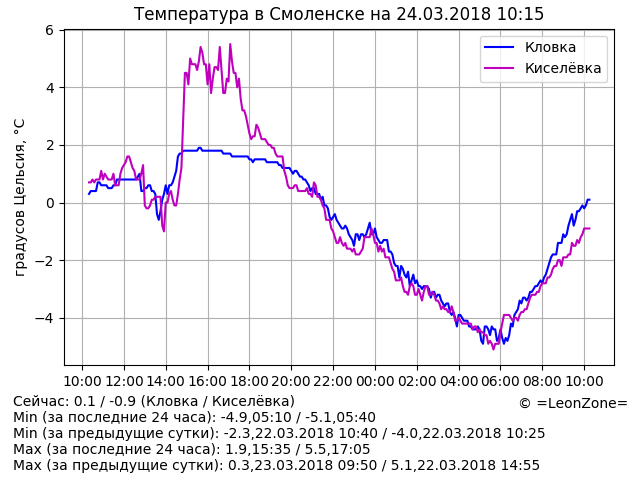 Температура в Смоленске на 24.03.2018 10:15
градусов Цельсия, °C
6
4
2
0
−2
−4
Кловка
Киселёвка
10:00 12:00 14:00 16:00 18:00 20:00 22:00 00:00 02:00 04:00 06:00 08:00 10:00
Сейчас: 0.1 / -0.9 (Кловка / Киселёвка)
© =LeonZone=
Min (за последние 24 часа): -4.9,05:10 / -5.1,05:40
Min (за предыдущие сутки): -2.3,22.03.2018 10:40 / -4.0,22.03.2018 10:25
Max (за последние 24 часа): 1.9,15:35 / 5.5,17:05
Max (за предыдущие сутки): 0.3,23.03.2018 09:50 / 5.1,22.03.2018 14:55